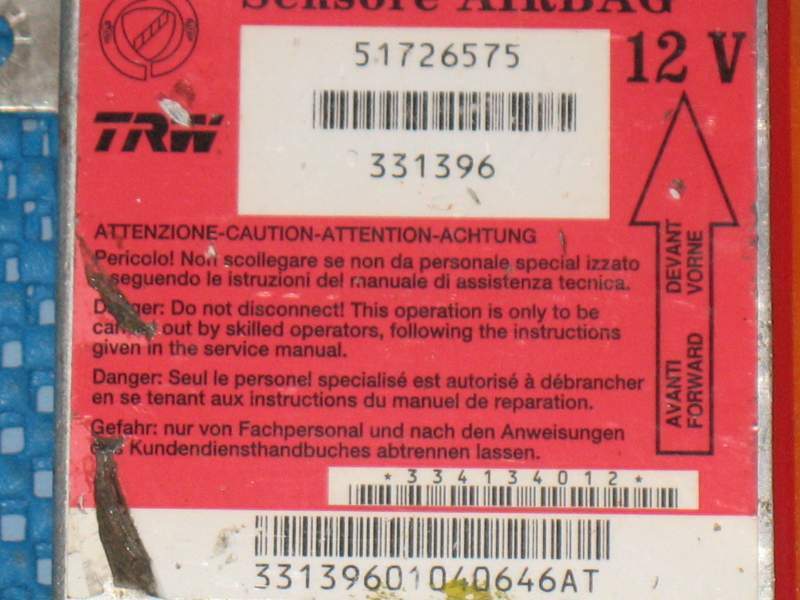 Sensore AIRBAG
51726575
12 V
TRW
331396
ATTENZIONE-CAUTION-ATTENTION-ACHTUNG
Pericolo! Non scollegare se non da personale special izzato
seguendo le istruzioni del manuale di assistenza tecnica.
Danger: Do not disconnect! This operation is only to be
out by skilled operators, following the instructions
given in the service manual.
Danger: Seul le personel specialisé est autorisé à débrancher
en se tenant aux instructions du manuel de reparation.
Gefahr: nur von Fachpersonal und nach den Anweisungen
des Kundendiensthandbuches abtrennen lassen.
DEVANT
VORNE
AVANTI
FORWARD
*334134012*
33139601040646AT